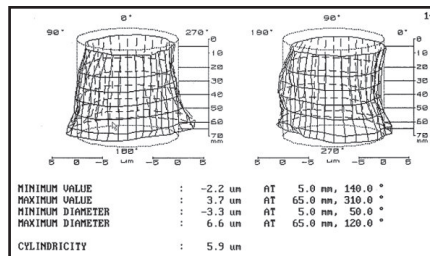 0° 90° 1
90° 270° 180° 0°
0
10
20
30
40
50
60
70
mm
0
10
20
30
40
50
60
70
mm
180° 270°
5 0 -5 -5 0 5 5 0 -5 -5 0 5
um um
MINIMUM VALUE : -2.2 um AT 5.0 mm, 140.0 °
MAXIMUM VALUE : 3.7 um AT 65.0 mm, 310.0 °
MINIMUM DIAMETER : -3.3 um AT 5.0 mm, 50.0 °
MAXIMUM DIAMETER : 6.6 um AT 65.0 mm, 120.0 °
CYLINDRICITY : 5.9 um